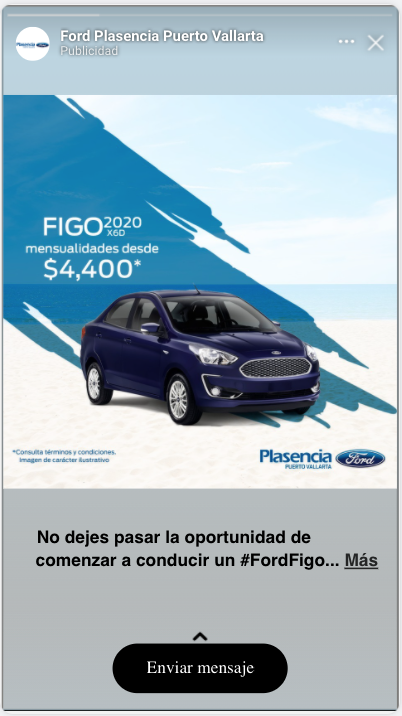 Ford Plasencia Puerto Vallarta
Publicidad
FIGO 2020
X6D
mensualidades desde
$4,400*
*Consulta términos y condiciones.
Imagen de carácter ilustrativo
Plasencia Ford
PUERTO VALLARTA
No dejes pasar la oportunidad de
comenzar a conducir un #FordFigo... Más
Enviar mensaje